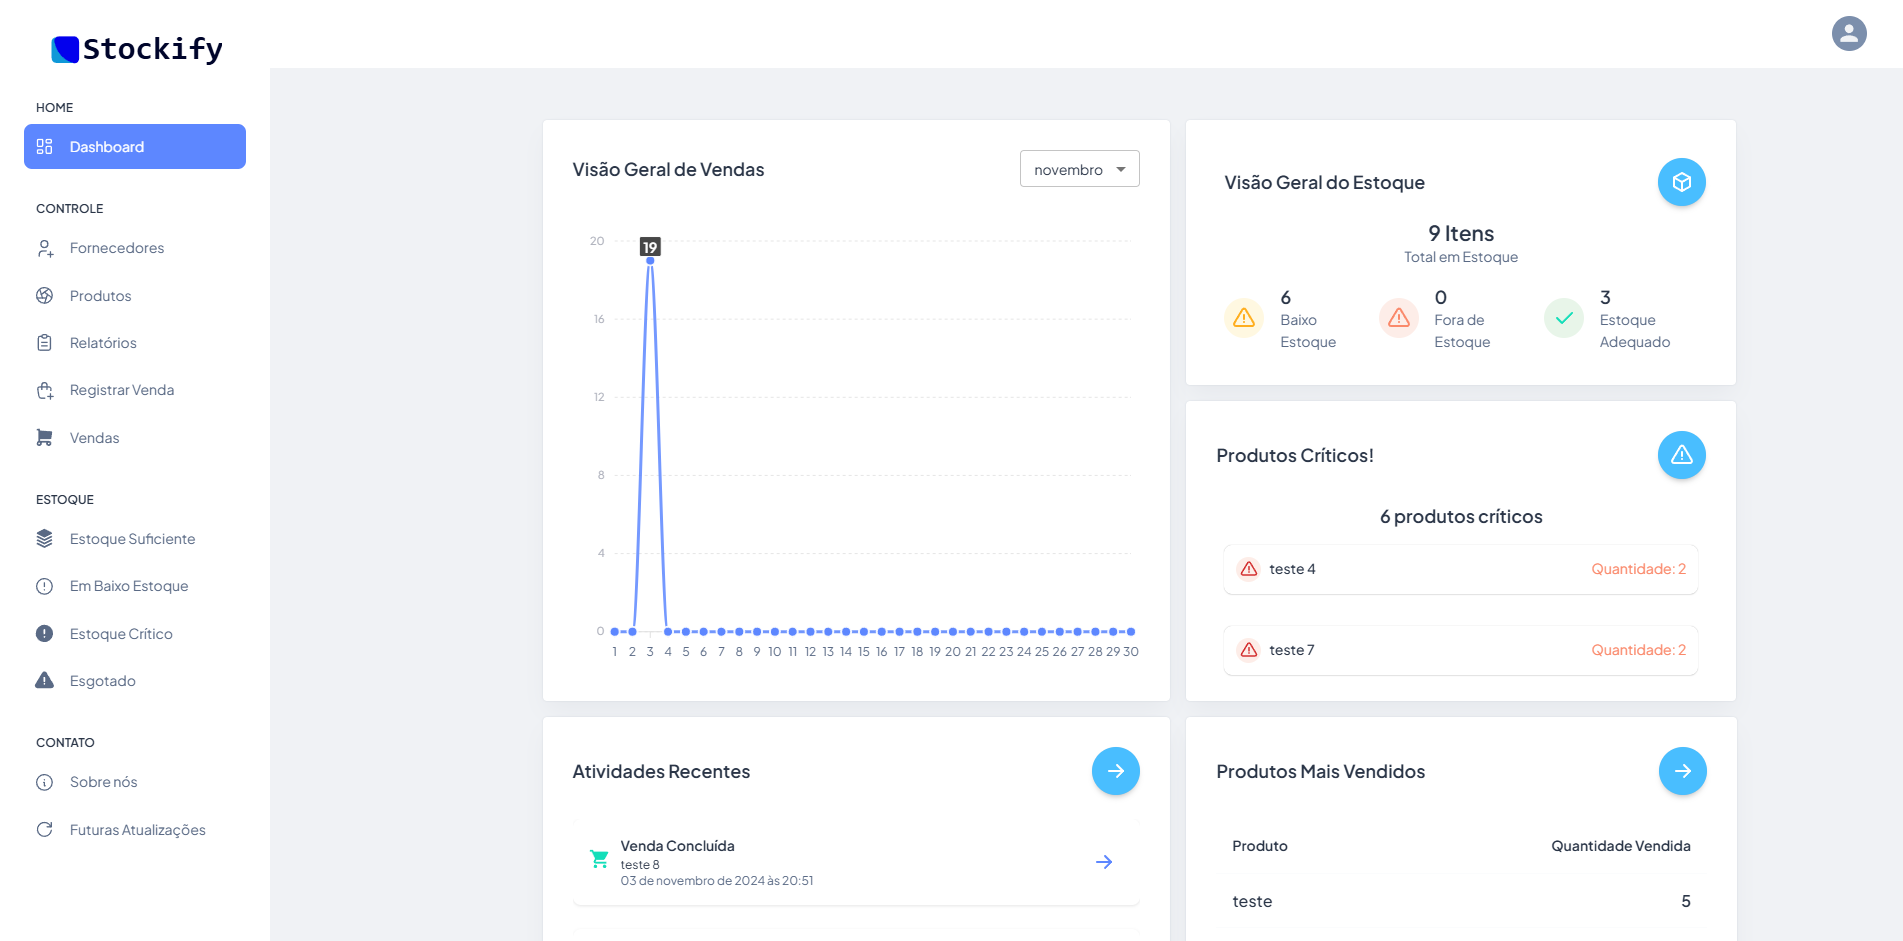 Stockify
HOME
Dashboard
CONTROLE
Fornecedores
Produtos
Relatórios
Registrar Venda
Vendas
ESTOQUE
Estoque Suficiente
Em Baixo Estoque
Estoque Crítico
Esgotado
CONTATO
Sobre nós
Futuras Atualizações
Visão Geral de Vendas
novembro
20
19
16
12
8
4
0
1 2 3 4 5 6 7 8 9 10 11 12 13 14 15 16 17 18 19 20 21 22 23 24 25 26 27 28 29 30
Visão Geral do Estoque
9 Itens
Total em Estoque
6
Baixo
Estoque
0
Fora de
Estoque
3
Estoque
Adequado
Produtos Críticos!
6 produtos críticos
teste 4 Quantidade: 2
teste 7 Quantidade: 2
Atividades Recentes
Venda Concluída
teste 8
03 de novembro de 2024 às 20:51
Produtos Mais Vendidos
Produto Quantidade Vendida
teste 5